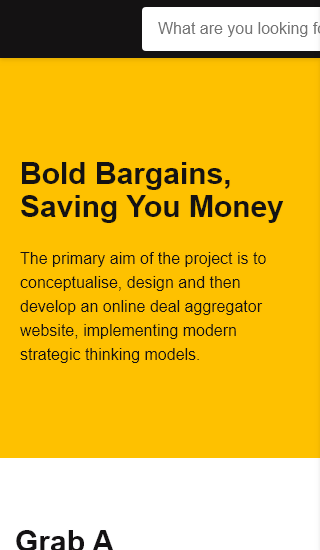 What are you looking fo
Bold Bargains,
Saving You Money
The primary aim of the project is to
conceptualise, design and then
develop an online deal aggregator
website, implementing modern
strategic thinking models.
Grab A